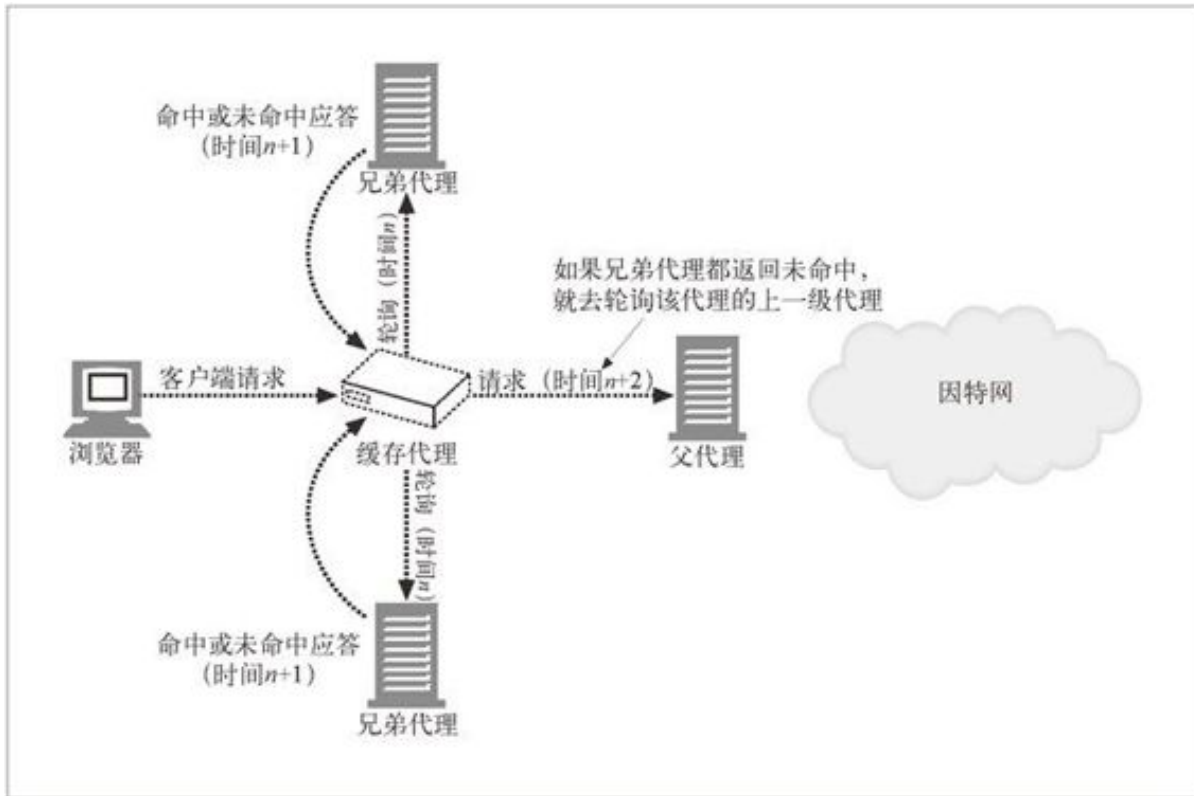 命中或未命中应答
(时间n+1)
兄弟代理
轮询(时间n)
如果兄弟代理都返回未命中,
就去轮询该代理的上一级代理
客户端请求
请求(时间n+2)
因特网
浏览器
缓存代理
父代理
轮询(时间n)
命中或未命中应答
(时间n+1)
兄弟代理